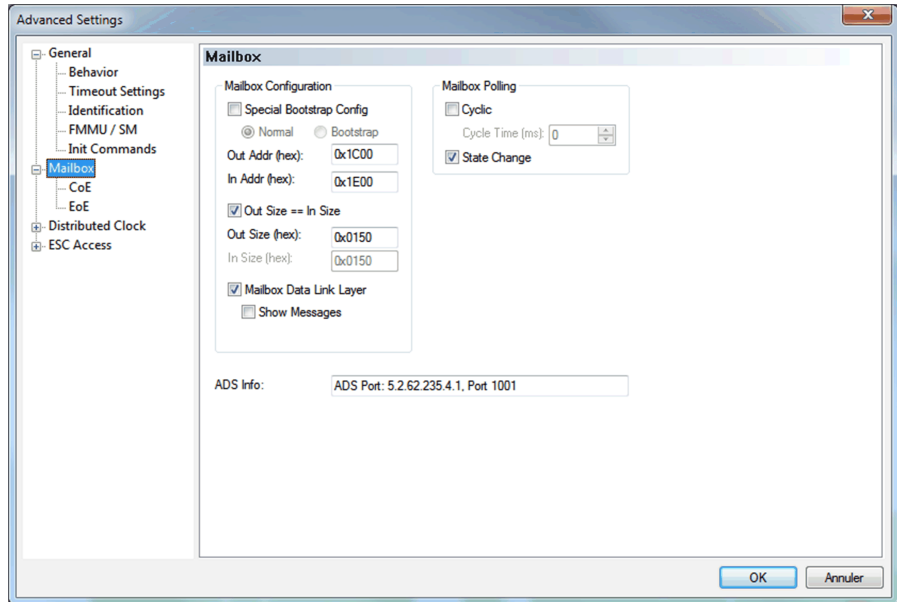 Advanced Settings
General
Behavior
Timeout Settings
Identification
FMMU / SM
Init Commands
Mailbox
CoE
EoE
Distributed Clock
ESC Access
Mailbox
Mailbox Configuration
Special Bootstrap Config
Normal Bootstrap
Out Addr (hex): 0x1C00
In Addr (hex): 0x1E00
Out Size == In Size
Out Size (hex): 0x0150
In Size (hex): 0x0150
Mailbox Data Link Layer
Show Messages
Mailbox Polling
Cyclic
Cycle Time (ms): 0
State Change
ADS Info: ADS Port: 5.2.62.235.4.1, Port 1001
OK Annuler